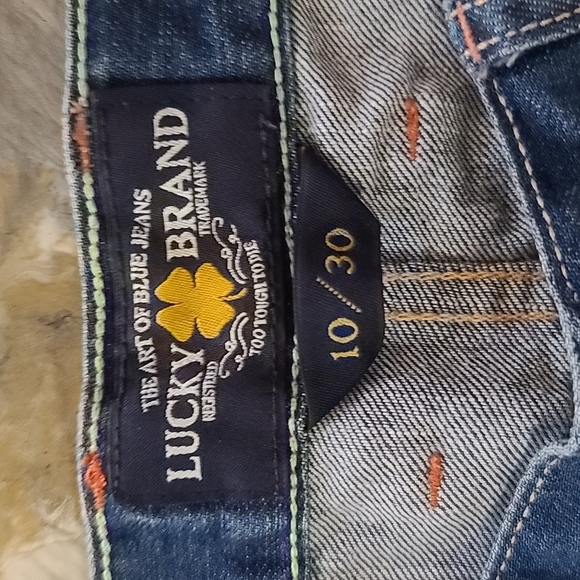 THE ART OF BLUE JEANS
LUCKY BRAND
REGISTERED TRADEMARK
TOO TOUGH TO DIE
10/30